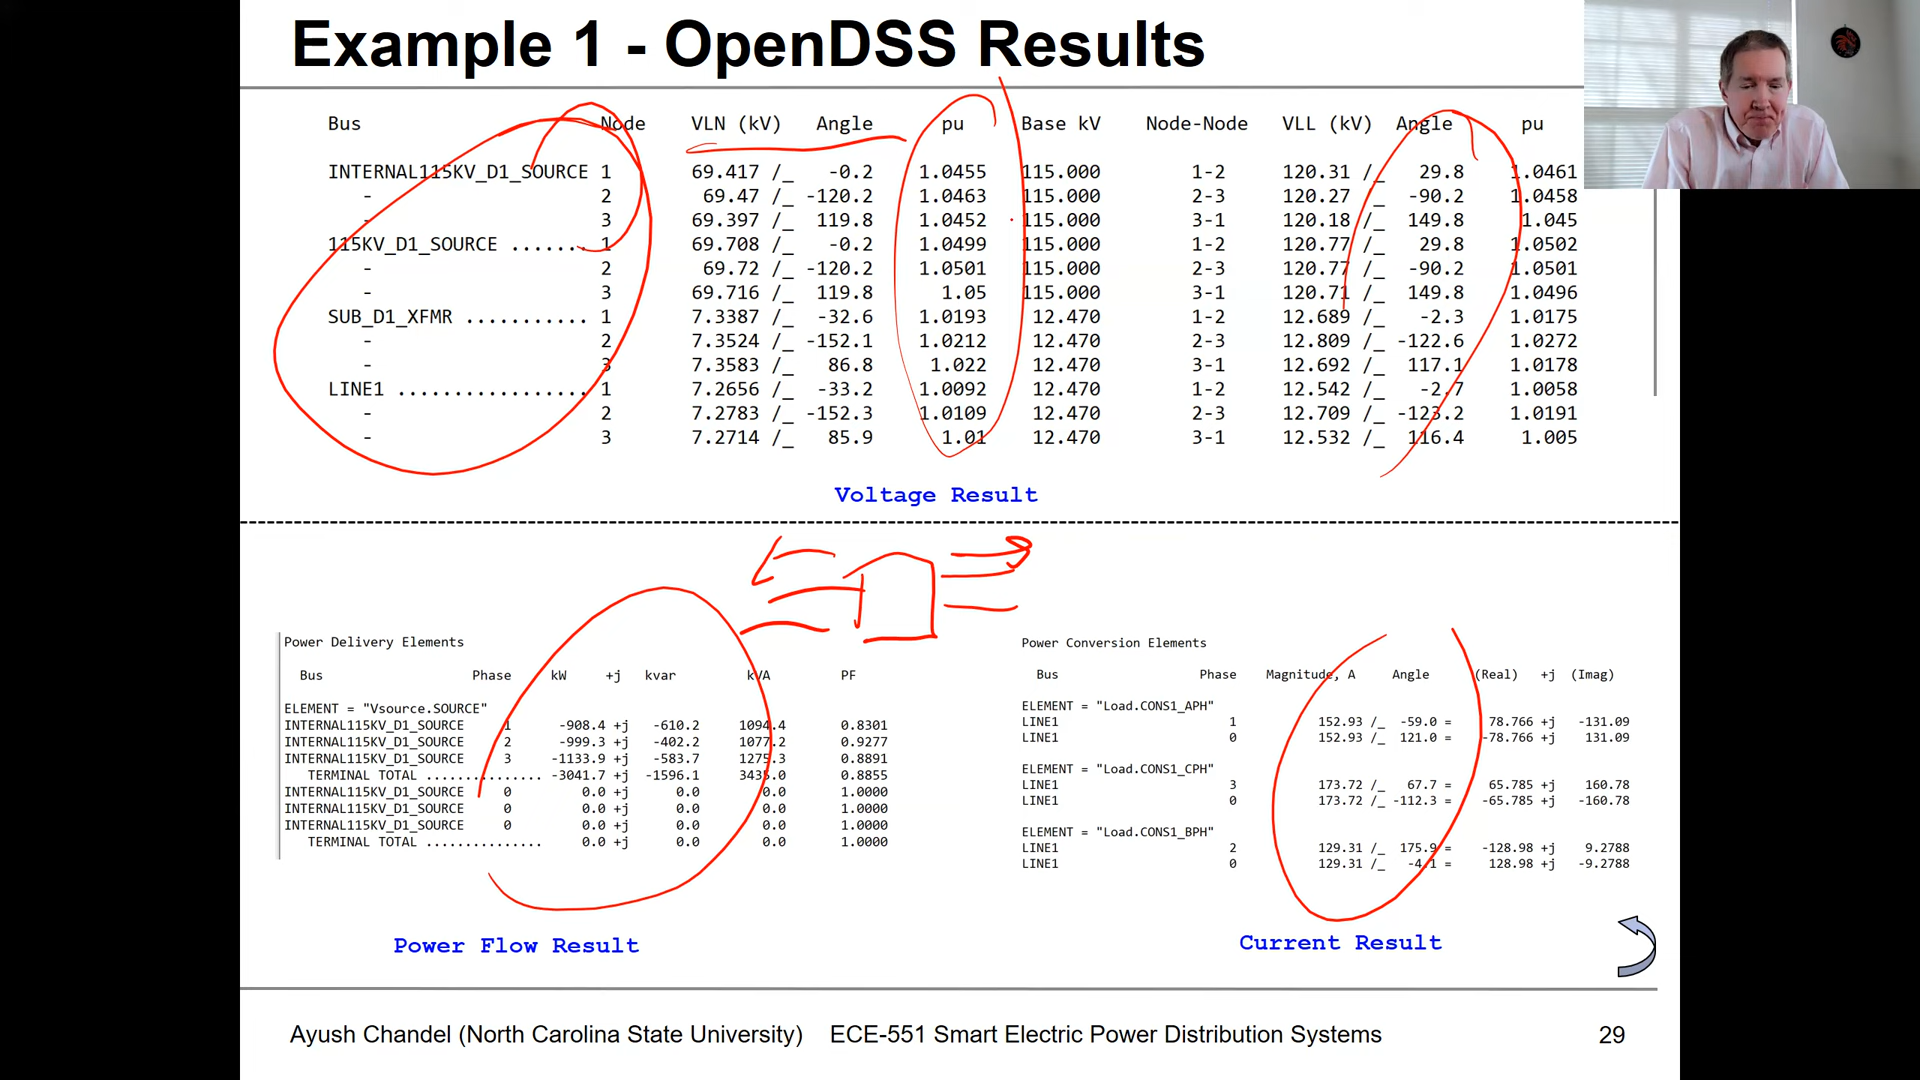 Example 1 - OpenDSS Results
Bus Node VLN (kV) Angle pu Base kV Node-Node VLL (kV) Angle pu
INTERNAL115KV_D1_SOURCE 1 69.417 /_ -0.2 1.0455 115.000 1-2 120.31 /_ 29.8 1.0461
- 2 69.47 /_ -120.2 1.0463 115.000 2-3 120.27 /_ -90.2 1.0458
- 3 69.397 /_ 119.8 1.0452 115.000 3-1 120.18 /_ 149.8 1.045
115KV_D1_SOURCE ....... 1 69.708 /_ -0.2 1.0499 115.000 1-2 120.77 /_ 29.8 1.0502
- 2 69.72 /_ -120.2 1.0501 115.000 2-3 120.77 /_ -90.2 1.0501
- 3 69.716 /_ 119.8 1.05 115.000 3-1 120.71 /_ 149.8 1.0496
SUB_D1_XFMR ........... 1 7.3387 /_ -32.6 1.0193 12.470 1-2 12.689 /_ -2.3 1.0175
- 2 7.3524 /_ -152.1 1.0212 12.470 2-3 12.809 /_ -122.6 1.0272
- 3 7.3583 /_ 86.8 1.022 12.470 3-1 12.692 /_ 117.1 1.0178
LINE1 ................. 1 7.2656 /_ -33.2 1.0092 12.470 1-2 12.542 /_ -2.7 1.0058
- 2 7.2783 /_ -152.3 1.0109 12.470 2-3 12.709 /_ -123.2 1.0191
- 3 7.2714 /_ 85.9 1.01 12.470 3-1 12.532 /_ 116.4 1.005
Voltage Result
Power Delivery Elements
Bus Phase kW +j kvar kVA PF
ELEMENT = "Vsource.SOURCE"
INTERNAL115KV_D1_SOURCE 1 -908.4 +j -610.2 1094.4 0.8301
INTERNAL115KV_D1_SOURCE 2 -999.3 +j -402.2 1077.2 0.9277
INTERNAL115KV_D1_SOURCE 3 -1133.9 +j -583.7 1275.3 0.8891
TERMINAL TOTAL ............... -3041.7 +j -1596.1 3435.0 0.8855
INTERNAL115KV_D1_SOURCE 0 0.0 +j 0.0 0.0 1.0000
INTERNAL115KV_D1_SOURCE 0 0.0 +j 0.0 0.0 1.0000
INTERNAL115KV_D1_SOURCE 0 0.0 +j 0.0 0.0 1.0000
TERMINAL TOTAL ............... 0.0 +j 0.0 0.0 1.0000
Power Flow Result
Power Conversion Elements
Bus Phase Magnitude, A Angle (Real) +j (Imag)
ELEMENT = "Load.CONS1_APH"
LINE1 1 152.93 /_ -59.0 = 78.766 +j -131.09
LINE1 0 152.93 /_ 121.0 = -78.766 +j 131.09
ELEMENT = "Load.CONS1_CPH"
LINE1 3 173.72 /_ 67.7 = 65.785 +j 160.78
LINE1 0 173.72 /_ -112.3 = -65.785 +j -160.78
ELEMENT = "Load.CONS1_BPH"
LINE1 2 129.31 /_ 175.9 = -128.98 +j 9.2788
LINE1 0 129.31 /_ -4.1 = 128.98 +j -9.2788
Current Result
Ayush Chandel (North Carolina State University) ECE-551 Smart Electric Power Distribution Systems 29